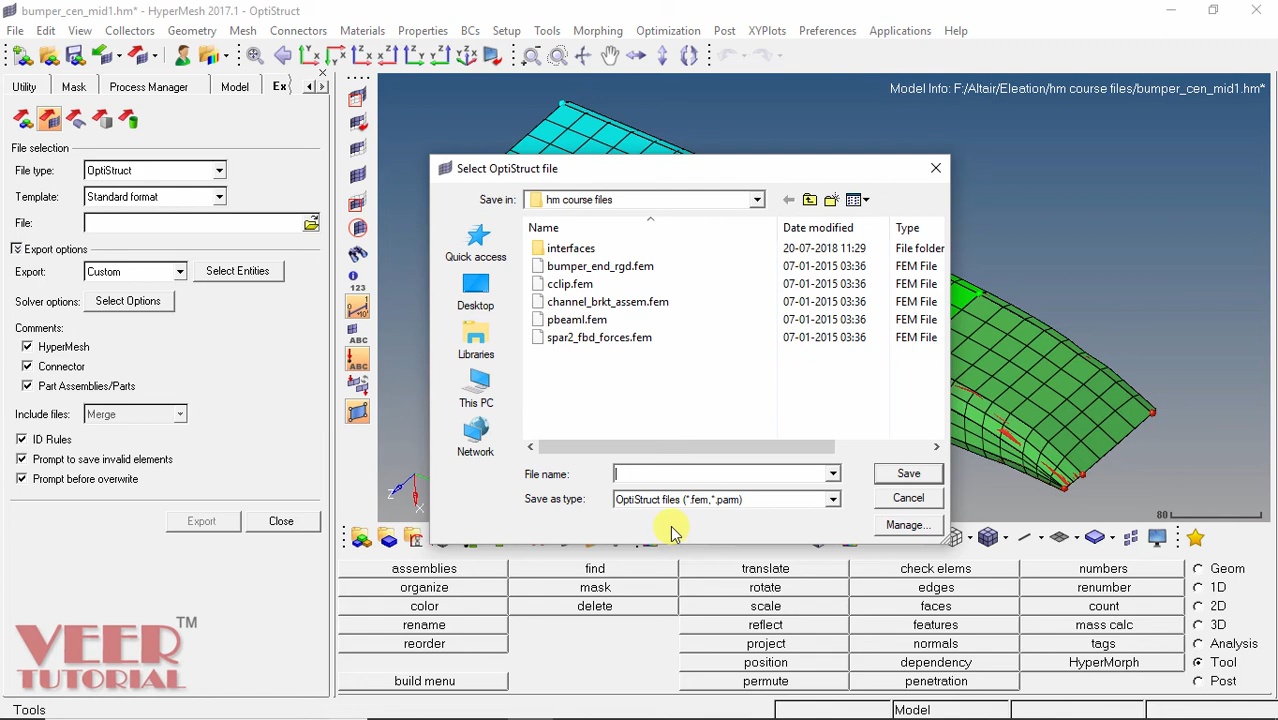 bumper_cen_mid1.hm* - HyperMesh 2017.1 - OptiStruct
File Edit View Collectors Geometry Mesh Connectors Materials Properties BCs Setup Tools Morphing Optimization Post XYPlots Preferences Applications Help
Utility Mask Process Manager Model Ex
Model Info: F:/Altair/Eleation/hm course files/bumper_cen_mid1.hm*
File selection
File type: OptiStruct
Template: Standard format
File:
Export options
Export: Custom Select Entities
Solver options: Select Options
Comments:
HyperMesh
Connector
Part Assemblies/Parts
Include files: Merge
ID Rules
Prompt to save invalid elements
Prompt before overwrite
Export Close
123
ABC
ABC
Select OptiStruct file
Save in: hm course files
Quick access
Desktop
Libraries
This PC
Network
Name Date modified Type
interfaces 20-07-2018 11:29 File folder
bumper_end_rgd.fem 07-01-2015 03:36 FEM File
cclip.fem 07-01-2015 03:36 FEM File
channel_brkt_assem.fem 07-01-2015 03:36 FEM File
pbeaml.fem 07-01-2015 03:36 FEM File
spar2_fbd_forces.fem 07-01-2015 03:36 FEM File
File name: Save
Save as type: OptiStruct files (*.fem,*.parm) Cancel
Manage...
Z
X
80
assemblies find translate check elems numbers Geom
organize mask rotate edges renumber 1D
color delete scale faces count 2D
rename reflect features mass calc 3D
reorder project normals tags Analysis
position dependency HyperMorph Tool
build menu permute penetration Post
VEER TM
TUTORIAL
Tools Model